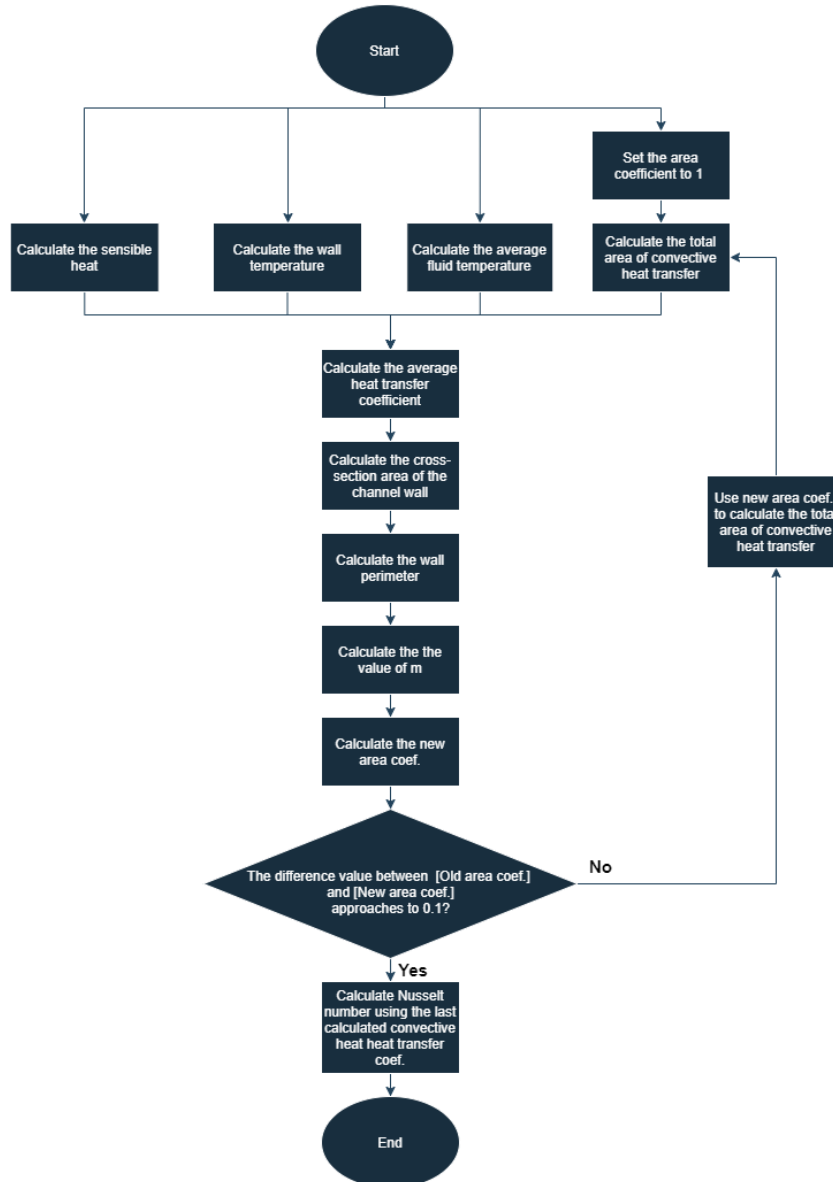 Start
Set the area
coefficient to 1
Calculate the sensible
heat
Calculate the wall
temperature
Calculate the average
fluid temperature
Calculate the total
area of convective
heat transfer
Calculate the average
heat transfer
coefficient
Calculate the cross-
section area of the
channel wall
Use new area coef.
to calculate the total
area of convective
heat transfer
Calculate the wall
perimeter
Calculate the the
value of m
Calculate the new
area coef.
The difference value between [Old area coef.]
and [New area coef.]
approaches to 0.1?
No
Yes
Calculate Nusselt
number using the last
calculated convective
heat heat transfer
coef.
End